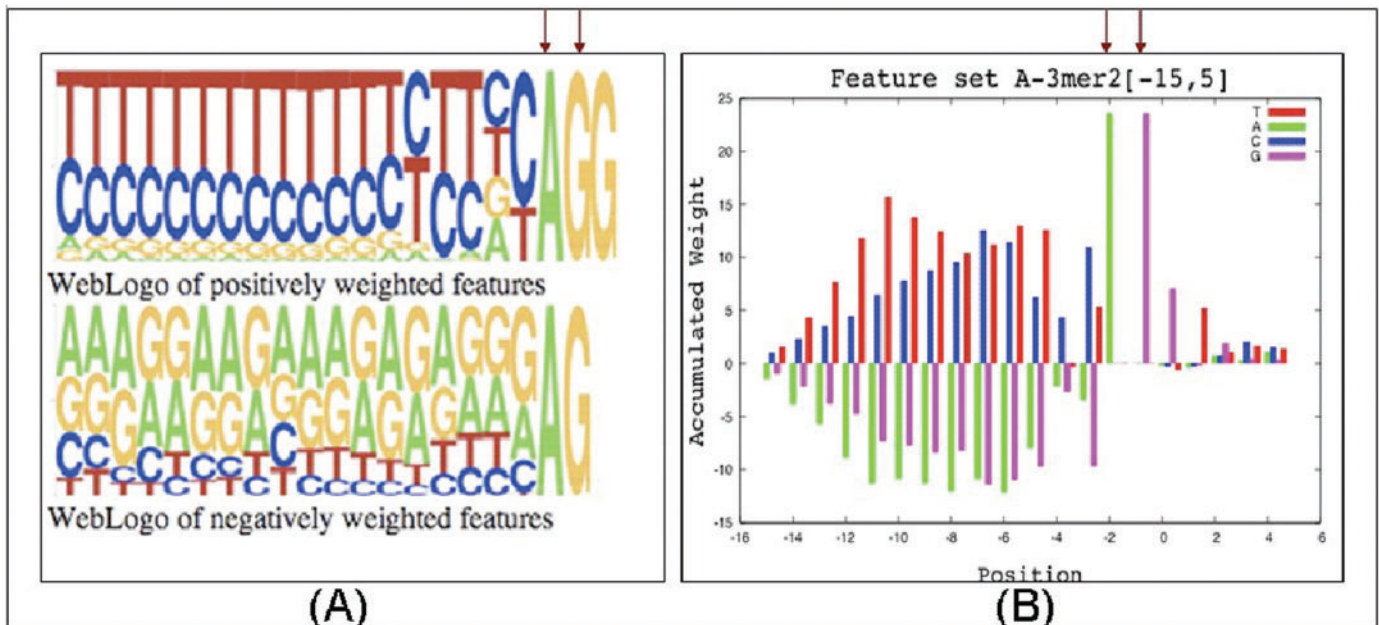 WebLogo of positively weighted features
WebLogo of negatively weighted features
(A)
Feature set A-3mer2[-15,5]
T
A
C
G
Accumulated Weight
25
20
15
10
5
0
-5
-10
-15
-16 -14 -12 -10 -8 -6 -4 -2 0 2 4 6
Position
(B)